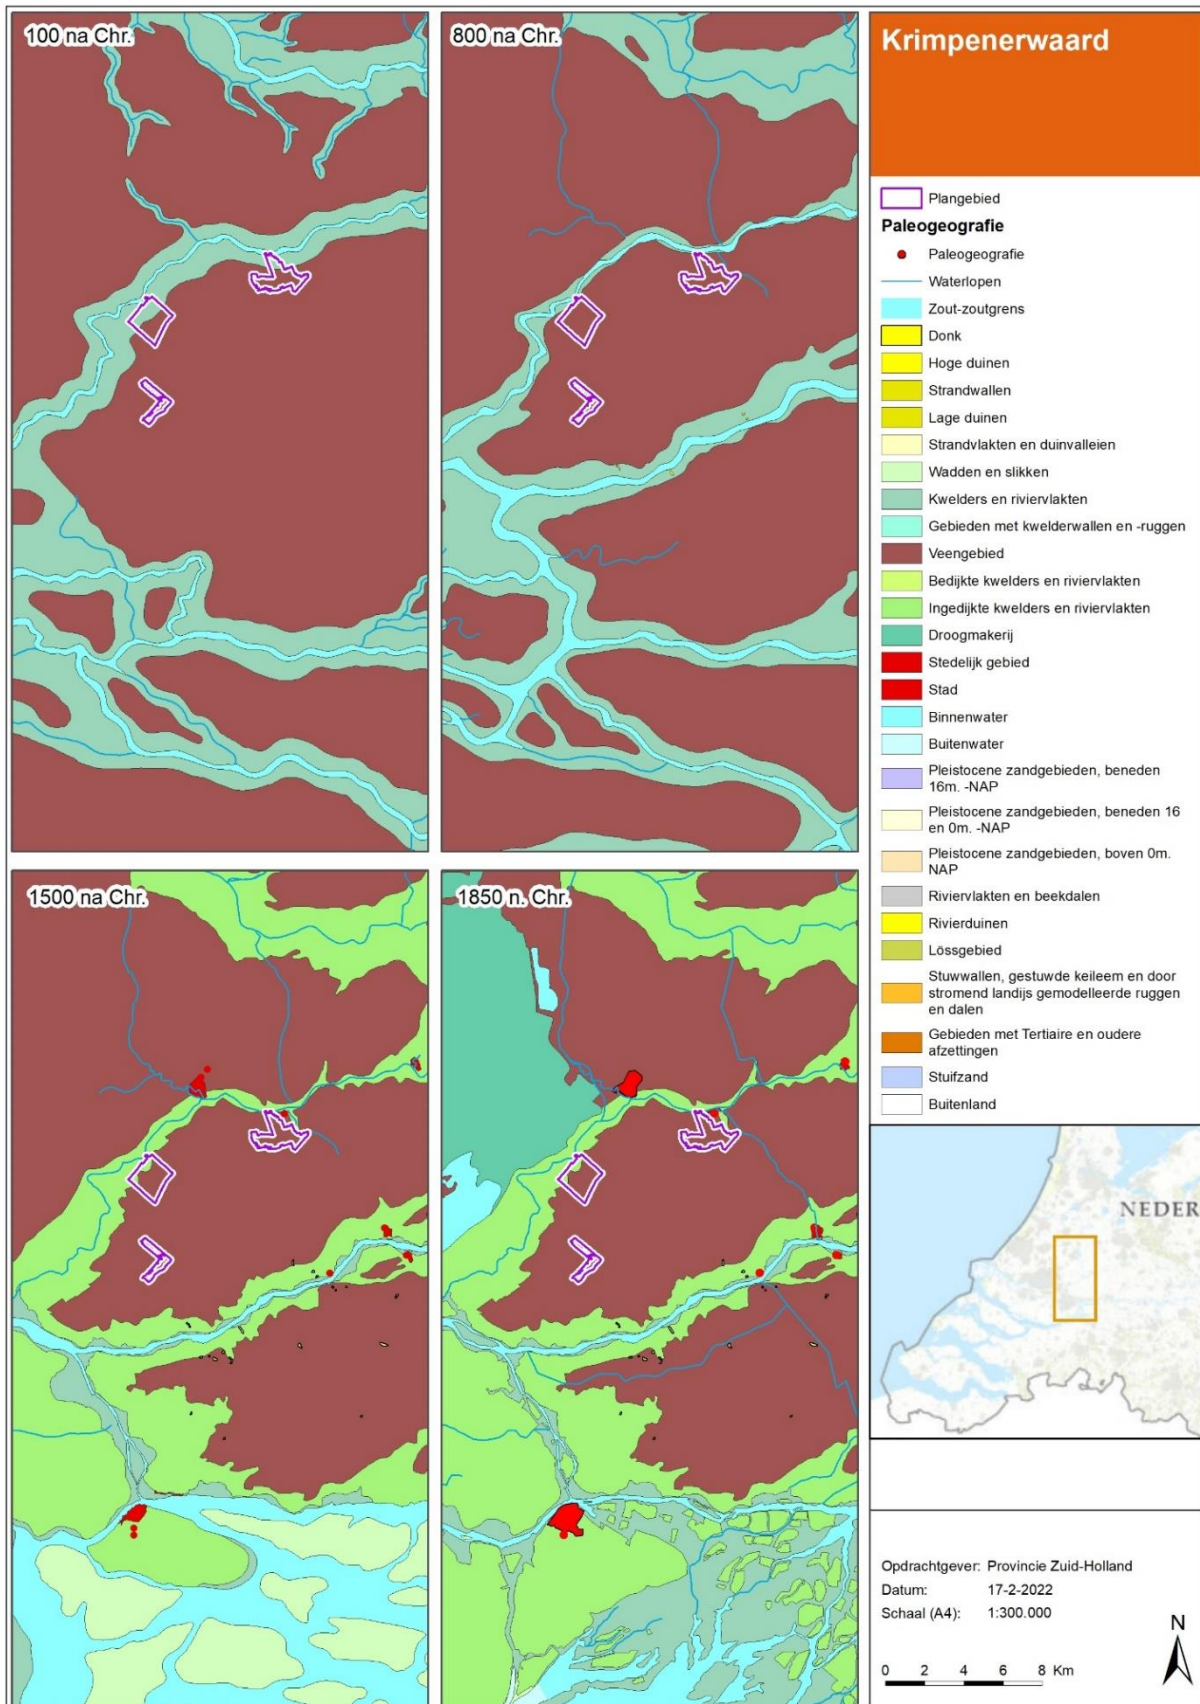 100 na Chr.
800 na Chr.
1500 na Chr.
1850 n. Chr.
Krimpenerwaard
Plangebied
Paleogeografie
Paleogeografie
Waterlopen
Zout-zoutgrens
Donk
Hoge duinen
Strandwallen
Lage duinen
Strandvlakten en duinvalleien
Wadden en slikken
Kwelders en riviervlakten
Gebieden met kwelderwallen en -ruggen
Veengebied
Bedijkte kwelders en riviervlakten
Ingedijkte kwelders en riviervlakten
Droogmakerij
Stedelijk gebied
Stad
Binnenwater
Buitenwater
Pleistocene zandgebieden, beneden
16m. -NAP
Pleistocene zandgebieden, beneden 16
en 0m. -NAP
Pleistocene zandgebieden, boven 0m.
NAP
Riviervlakten en beekdalen
Rivierduinen
Lössgebied
Stuwwallen, gestuwde keileem en door
stromend landijs gemodelleerde ruggen
en dalen
Gebieden met Tertiaire en oudere
afzettingen
Stuifzand
Buitenland
NEDER
Opdrachtgever: Provincie Zuid-Holland
Datum: 17-2-2022
Schaal (A4): 1:300.000
N
0 2 4 6 8 Km